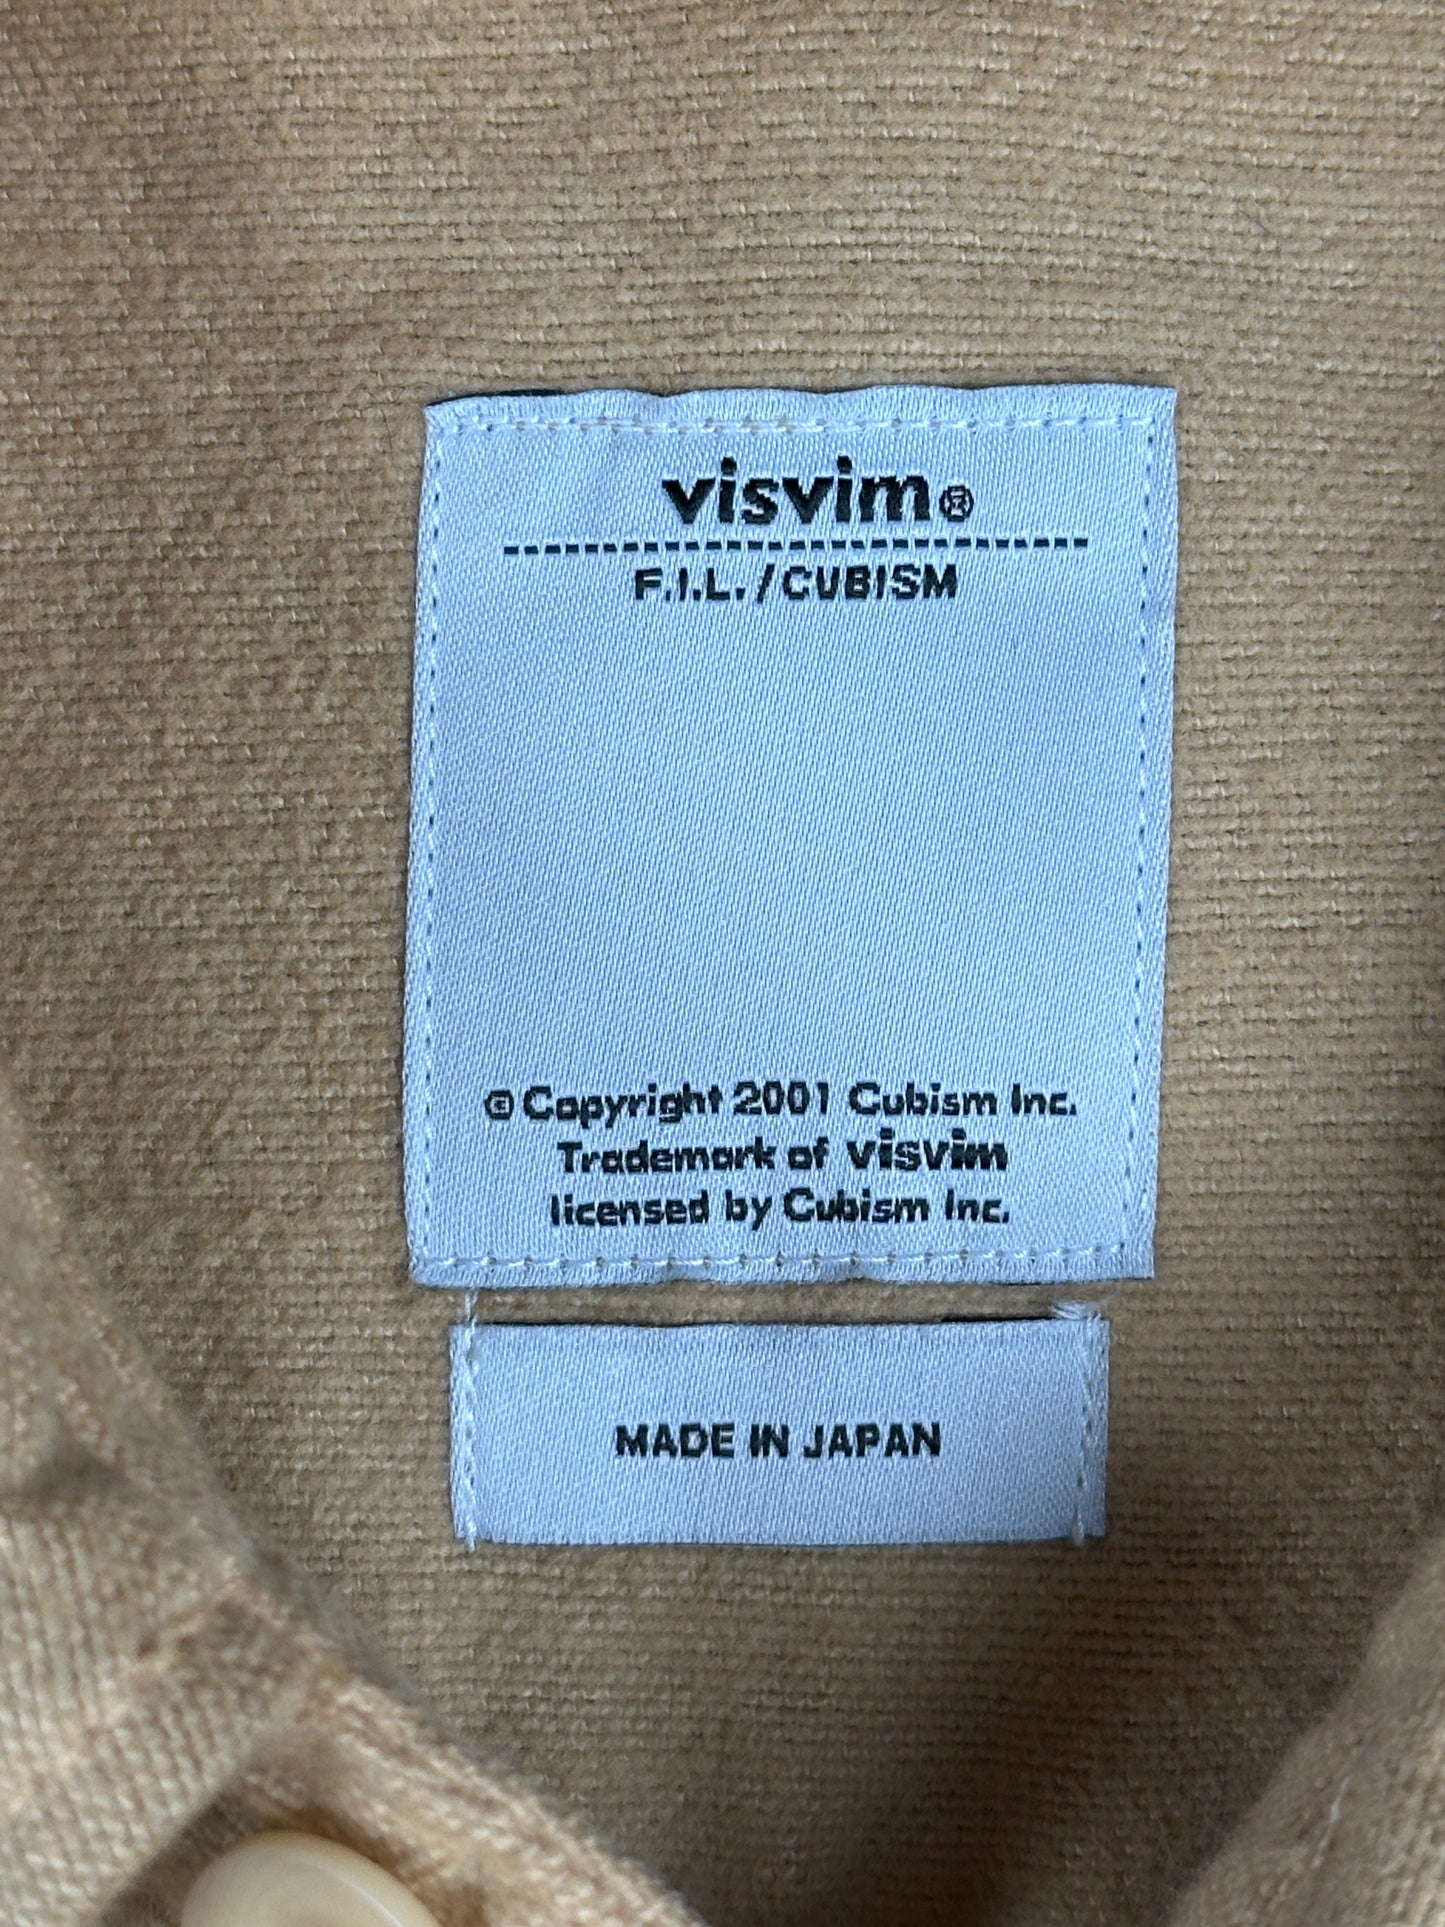 visvim®
F.I.L./CUBISM
© Copyright 2001 Cubism Inc.
Trademark of visvim
licensed by Cubism Inc.
MADE IN JAPAN